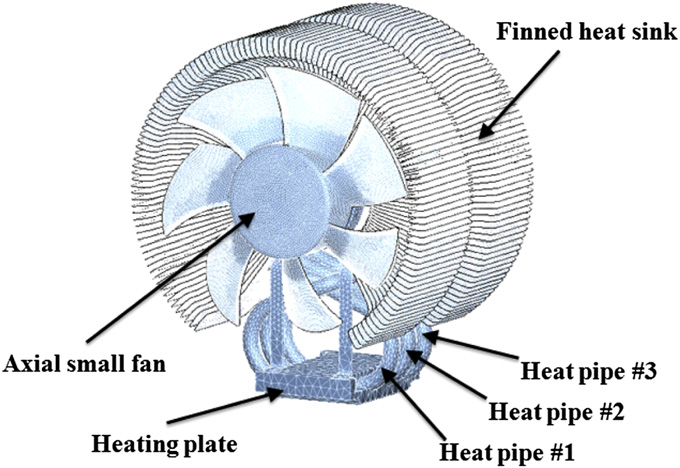 Finned heat sink
Axial small fan
Heat pipe #3
Heat pipe #2
Heating plate
Heat pipe #1